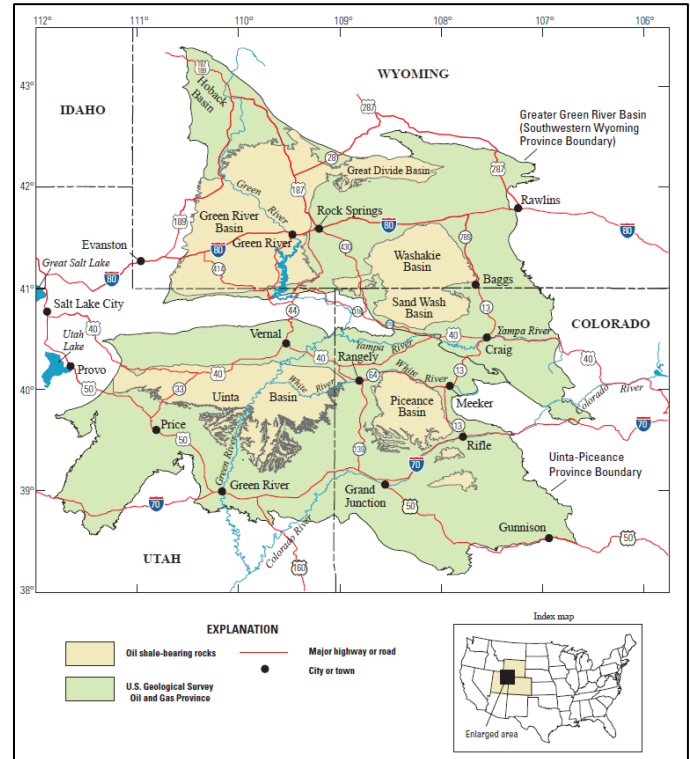 112° 111° 110° 109° 108° 107° 106°
43°
WYOMING
187
189
Hoback
Basin
287
IDAHO
Greater Green River Basin
(Southwestern Wyoming
Province Boundary)
28
287
Great Divide Basin
42°
187
Green
River
Rawlins
189
Rock Springs
80
Green River
Basin
789
80
Evanston
Green River
80
430
Washakie
Basin
Great Salt Lake
414
Baggs
80
41°
Sand Wash
Basin
Salt Lake City
44
13
Yampa River
COLORADO
40
Utah
Lake
Vernal
Yampa
River
40
Craig
40
Rangely
40
Provo
40
White
River
64
White
River
13
40°
50
33
Meeker
Colorado
River
Uinta
Basin
Piceance
Basin
70
Price
13
50
Rifle
139
Uinta-Piceance
Province Boundary
Green River
Green River
70
39°
Grand
Junction
70
50
Colorado River
Gunnison
50
UTAH
160
38°
Index map
EXPLANATION
Oil shale-bearing rocks
Major highway or road
City or town
U.S. Geological Survey
Oil and Gas Province
Enlarged area